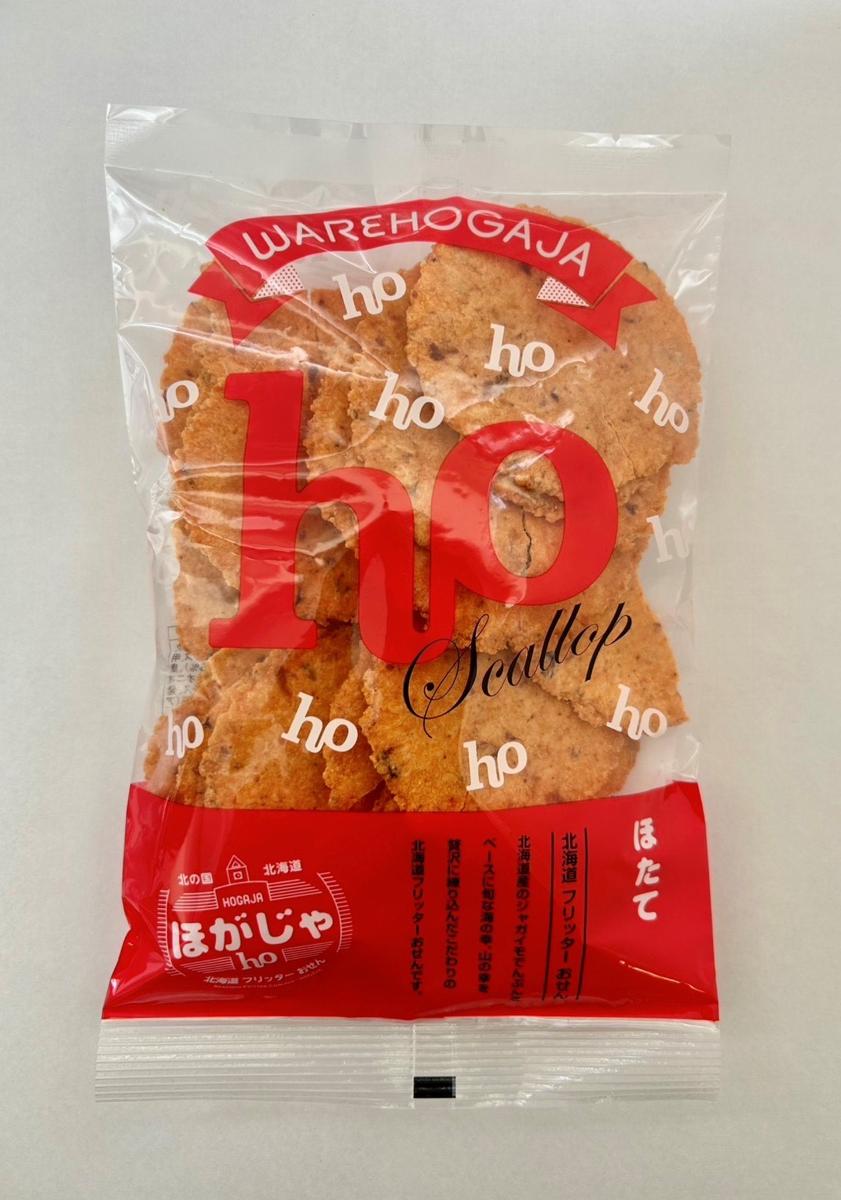 WAREHOGAJA
ho
ho
ho
ho
ho
ho
ho
Scallop
ho
ho
ho
ho
ほたて
北海道 フリッター おせん
北海道産のジャガイモでんぷんを
ベースに旬な海の幸、山の幸を
贅沢に練り込んだこだわりの
北海道フリッターおせんです。
北の国 北海道
HOGAJA
ほがじゃ
ho
北海道 フリッター おせん